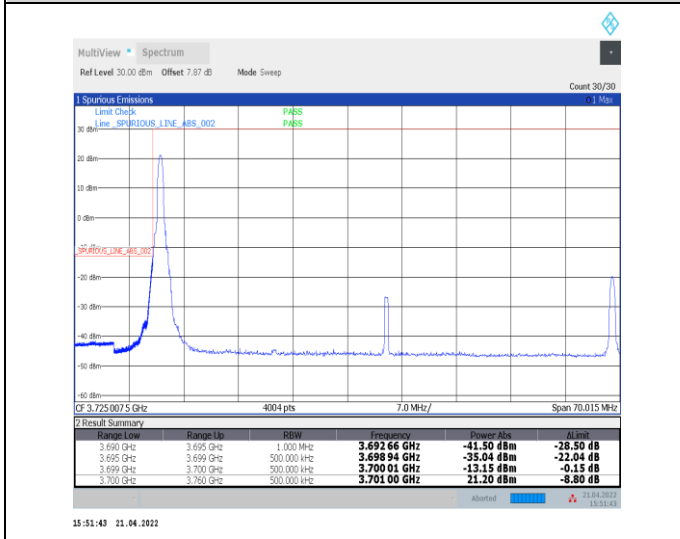 MultiView Spectrum
Ref Level 30.00 dBm Offset 7.87 dB Mode Sweep
Count 30/30
1 Spurious Emissions 1 Max
Limit Check PASS
Line _SPURIOUS_LINE_ABS_002 PASS
30 dBm
20 dBm
10 dBm
0 dBm
-10 dBm
_SPURIOUS_LINE_ABS_002
-20 dBm
-30 dBm
-40 dBm
-50 dBm
-60 dBm
CF 3.7250075 GHz 4004 pts 7.0 MHz/ Span 70.015 MHz
2 Result Summary
Range Low Range Up RBW Frequency Power Abs ΔLimit
3.690 GHz 3.695 GHz 1.000 MHz 3.692 66 GHz -41.50 dBm -28.50 dB
3.695 GHz 3.699 GHz 500.000 kHz 3.698 94 GHz -35.04 dBm -22.04 dB
3.699 GHz 3.700 GHz 500.000 kHz 3.700 01 GHz -13.15 dBm -0.15 dB
3.700 GHz 3.760 GHz 500.000 kHz 3.701 00 GHz 21.20 dBm -8.80 dB
Aborted 21.04.2022
15:51:43
15:51:43 21.04.2022